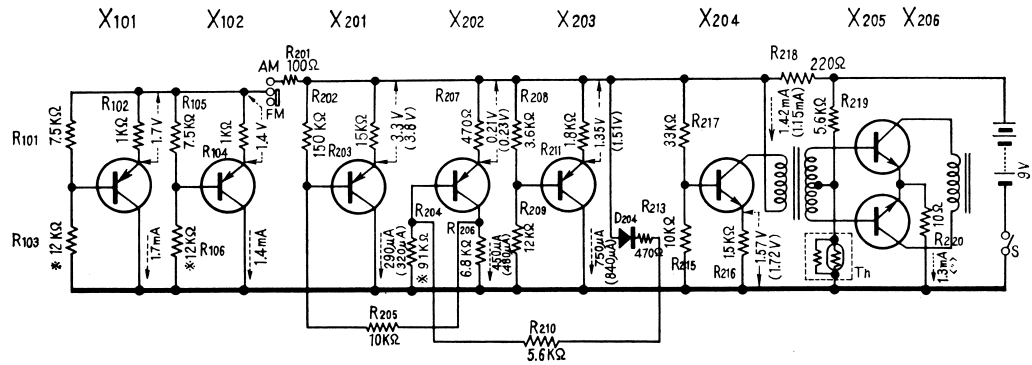 X101 X102 X201 X202 X203 X204 X205 X206
AM
FM
R201
100Ω
R101
7.5KΩ
R103
* 12KΩ
R102
1KΩ
1.7V
1.7mA
R105
7.5KΩ
R104
1KΩ
1.4V
* 12KΩ
R106
1.4mA
R202
150KΩ
R203
15KΩ
3.3V
(3.8V)
290μA
(320μA)
R204
* 91KΩ
R205
10KΩ
R207
470Ω
0.21V
(0.23V)
R206
6.8KΩ
450μA
(480μA)
R208
3.6KΩ
R209
12KΩ
R211
1.8KΩ
1.35V
(1.51V)
750μA
(840μA)
D204
R213
470Ω
R210
5.6KΩ
33KΩ
R217
10KΩ
R215
1.5KΩ
R216
1.57V
(1.72V)
1.42mA
(1.15mA)
R218
220Ω
R219
5.6KΩ
Th
10Ω
R220
1.3mA
9V
S